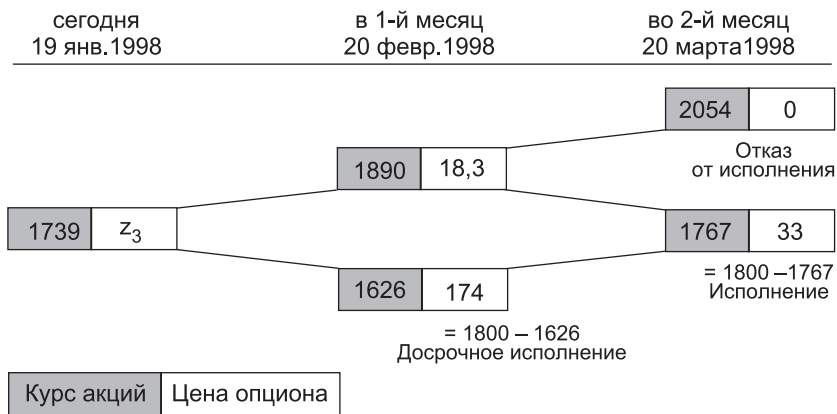 сегодня
19 янв.1998
в 1-й месяц
20 февр.1998
во 2-й месяц
20 марта1998
2054 0
Отказ
от исполнения
1890 18,3
1739 z₃
1767 33
= 1800 –1767
Исполнение
1626 174
= 1800 – 1626
Досрочное исполнение
Курс акций Цена опциона